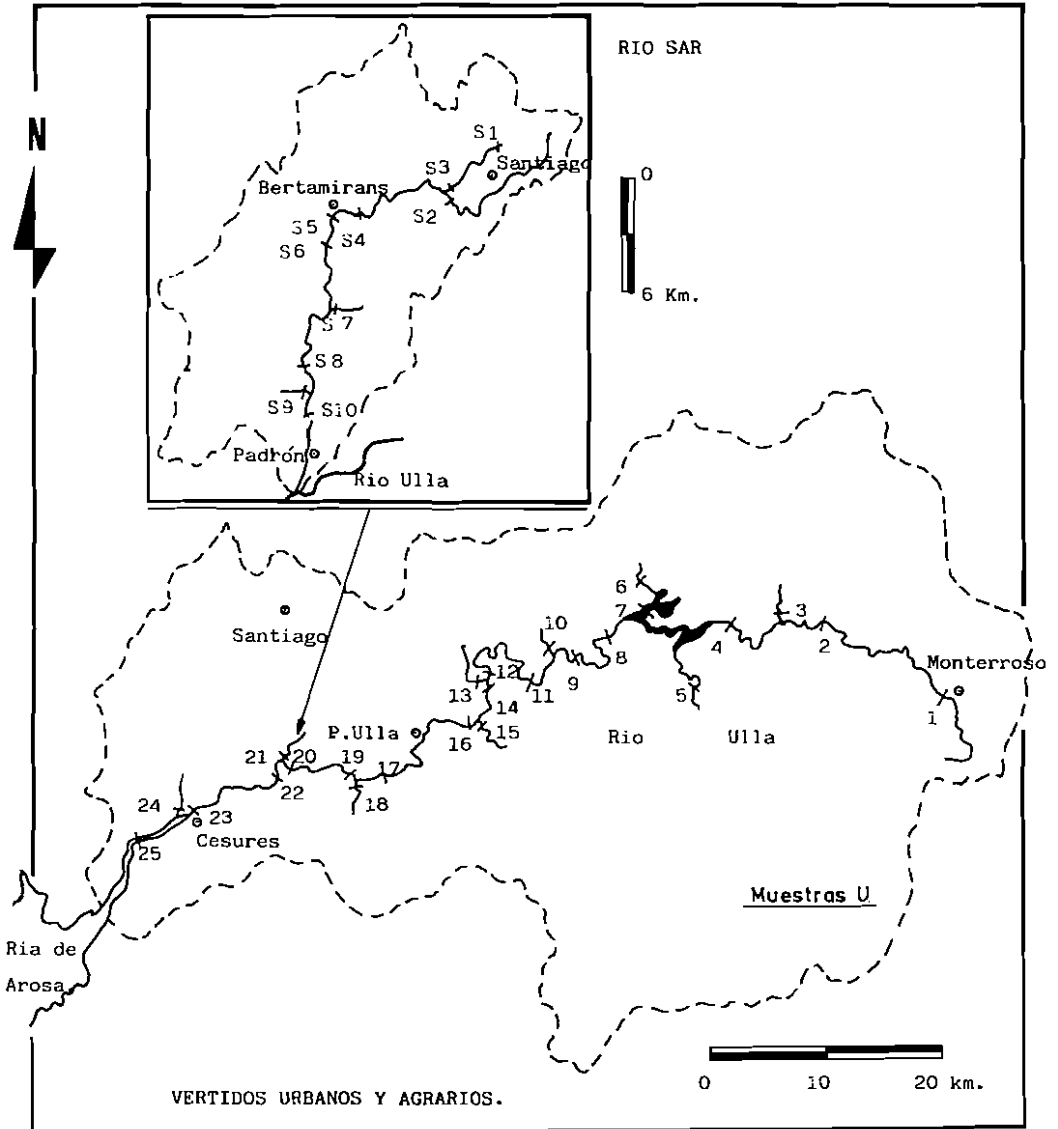 RIO SAR
N
S1
S3
Santiago
Bertamirans
S2
S5
S4
S6
S7
S8
S9
S10
Padrón
Rio Ulla
0
6 Km.
6
7
3
10
4
2
8
Santiago
12
9
Monterroso
13
11
5
14
1
P.Ulla
16
15
Rio Ulla
21
20
19
17
22
18
24
23
Cesures
25
Muestras U
Ria de
Arosa
0
10
20 km.
VERTIDOS URBANOS Y AGRARIOS.